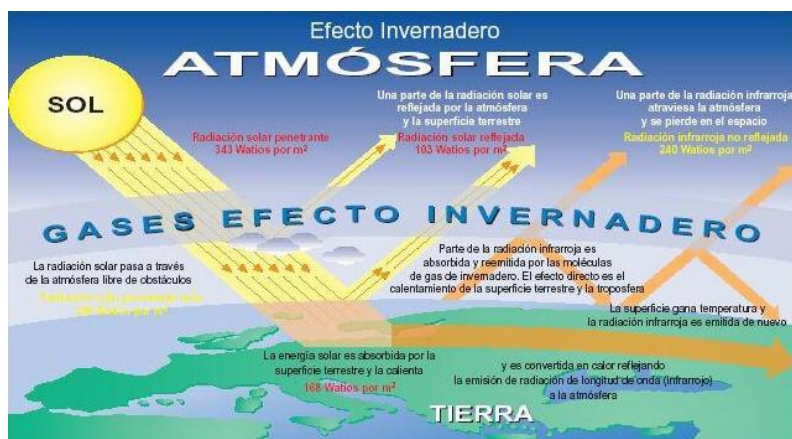 Efecto Invernadero
ATMÓSFERA
SOL
Una parte de la radiación solar es
reflejada por la atmósfera
y la superficie terrestre
Radiación solar reflejada
103 Watios por m²
Una parte de la radiación infrarroja
atraviesa la atmósfera
y se pierde en el espacio
Radiación infrarroja no reflejada
240 Watios por m²
Radiación solar penetrante
343 Watios por m²
GASES EFECTO INVERNADERO
La radiación solar pasa a través
de la atmósfera libre de obstáculos
Radiación solar
por m²
Parte de la radiación infrarroja es
absorbida y reemitida por las moléculas
de gas de invernadero. El efecto directo es el
calentamiento de la superficie terrestre y la troposfera
La superficie gana temperatura y
la radiación infrarroja es emitida de nuevo
La energía solar es absorbida por la
superficie terrestre y la calienta
168 Watios por m²
y es convertida en calor reflejando
la emisión de radiación de longitud de onda (infrarrojo)
a la atmósfera
TIERRA